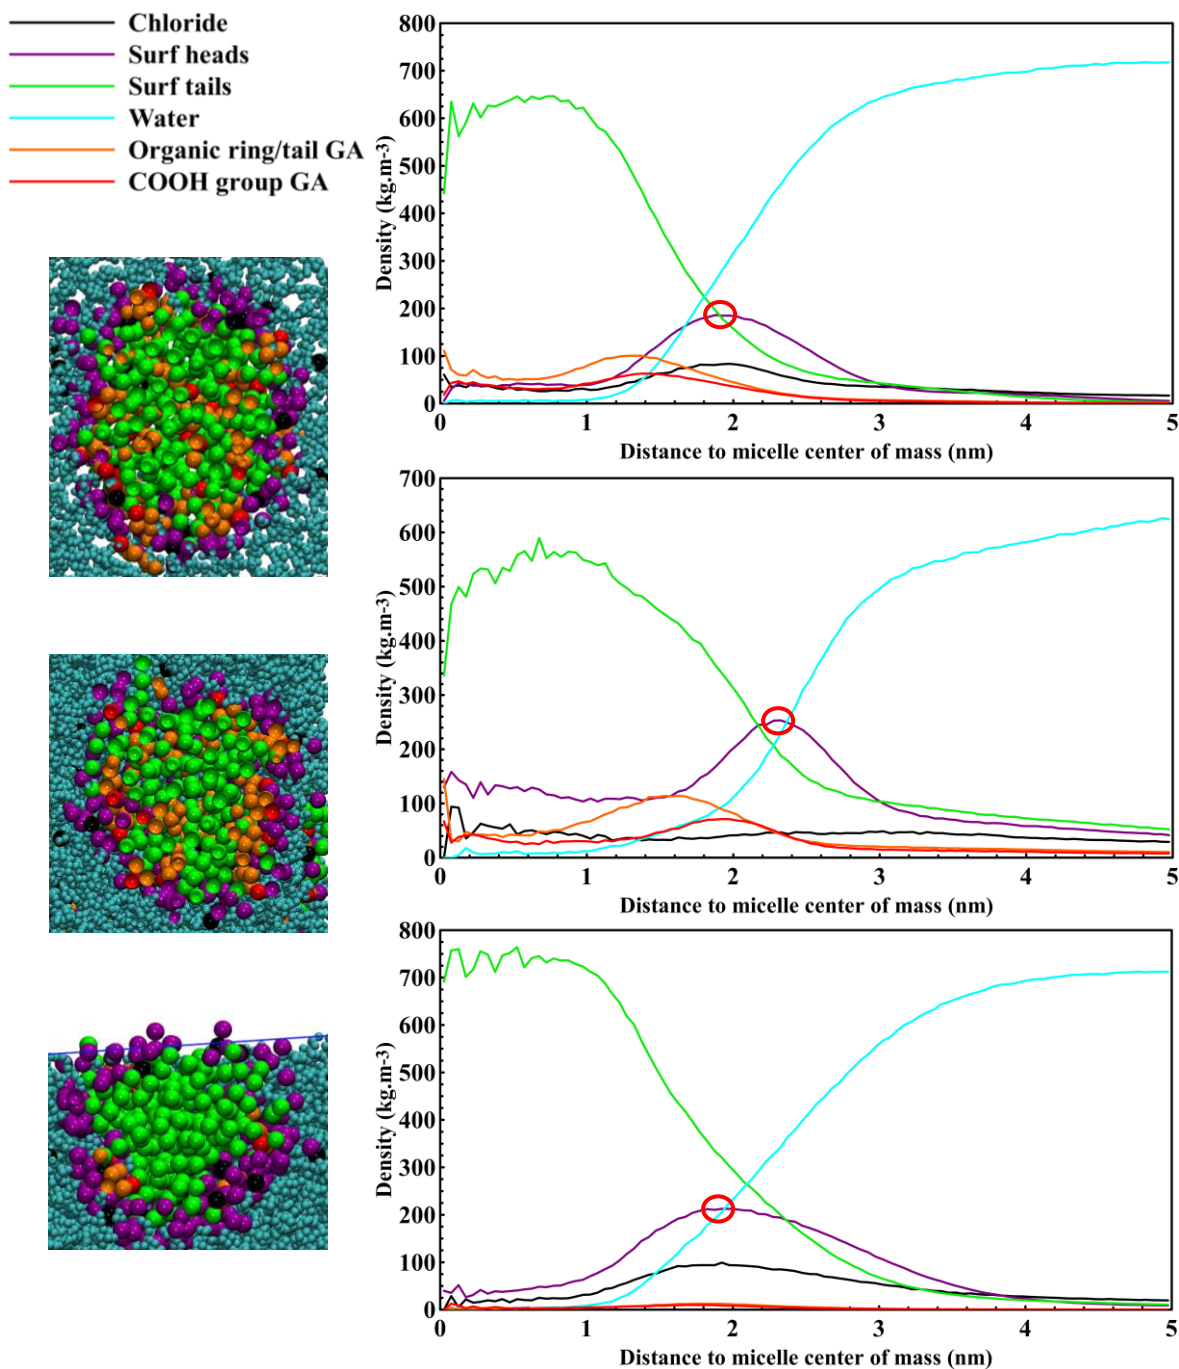 Chloride
Surf heads
Surf tails
Water
Organic ring/tail GA
COOH group GA
800
700
600
500
400
300
200
100
0
Density (kg.m-3)
0 1 2 3 4 5
Distance to micelle center of mass (nm)
700
600
500
400
300
200
100
0
Density (kg.m-3)
0 1 2 3 4 5
Distance to micelle center of mass (nm)
800
700
600
500
400
300
200
100
0
Density (kg.m-3)
0 1 2 3 4 5
Distance to micelle center of mass (nm)